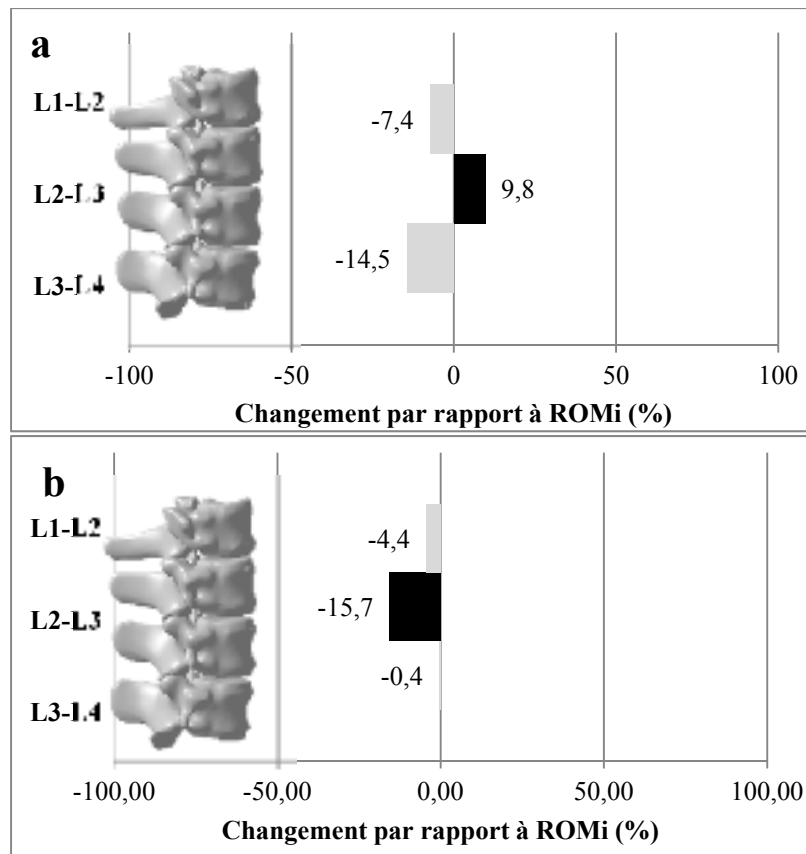 a
L1-L2
-7,4
L2-L3
9,8
-14,5
L3-L4
-100 -50 0 50 100
Changement par rapport à ROMi (%)
b
L1-L2
-4,4
L2-L3
-15,7
-0,4
L3-L4
-100,00 -50,00 0,00 50,00 100,00
Changement par rapport à ROMi (%)